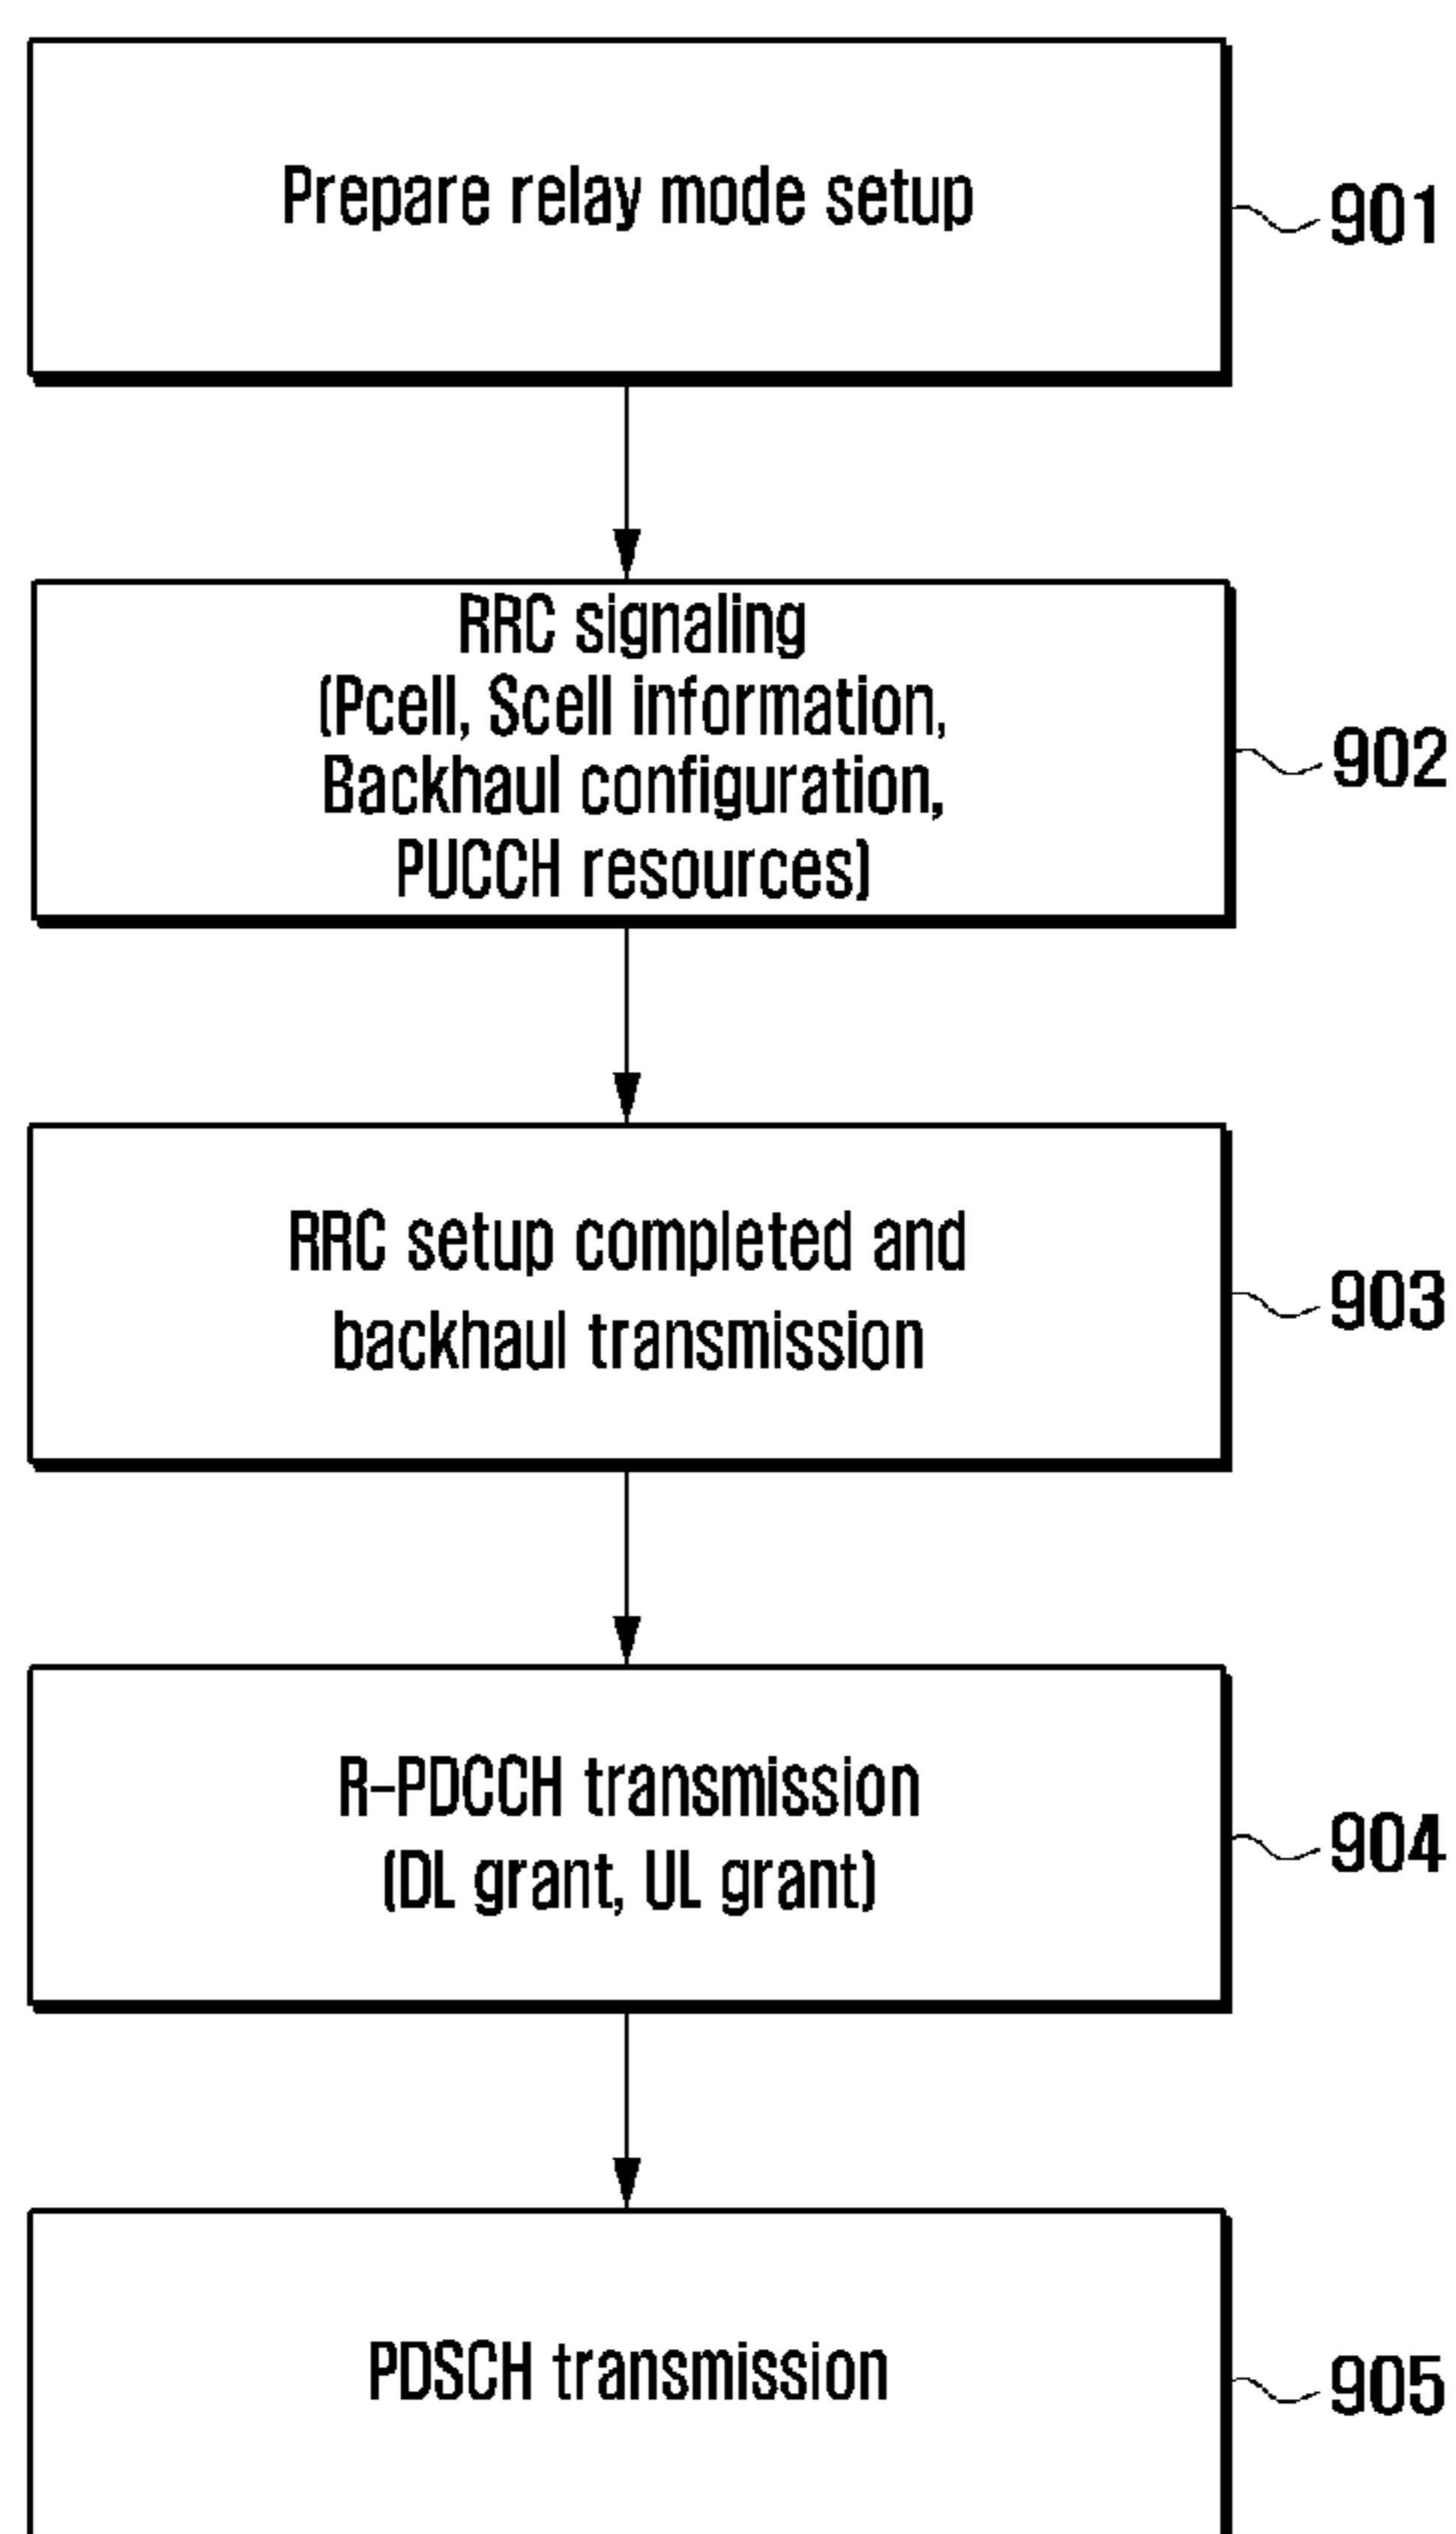 Prepare relay mode setup
901
RRC signaling
(Pcell, Scell information,
Backhaul configuration,
PUCCH resources)
902
RRC setup completed and
backhaul transmission
903
R-PDCCH transmission
(DL grant, UL grant)
904
PDSCH transmission
905